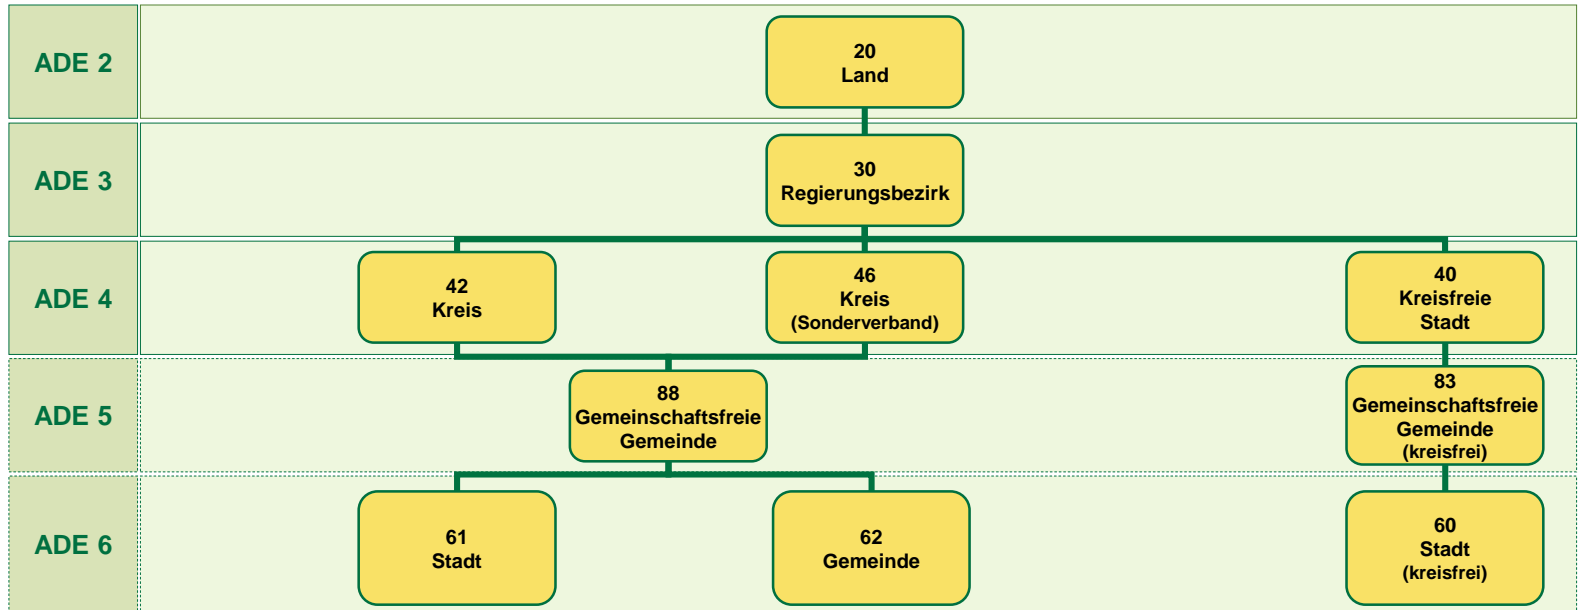 ADE 2
20
Land
ADE 3
30
Regierungsbezirk
ADE 4
42
Kreis
46
Kreis
(Sonderverband)
40
Kreisfreie
Stadt
ADE 5
88
Gemeinschaftsfreie
Gemeinde
83
Gemeinschaftsfreie
Gemeinde
(kreisfrei)
ADE 6
61
Stadt
62
Gemeinde
60
Stadt
(kreisfrei)